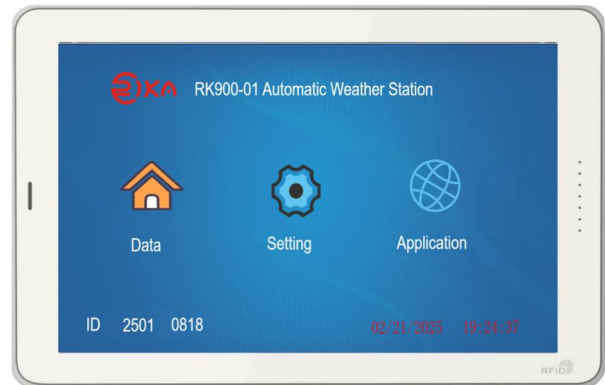 RIKA RK900-01 Automatic Weather Station
Data Setting Application
ID 2501 0818 02/21/2025 19:24:37
RFID